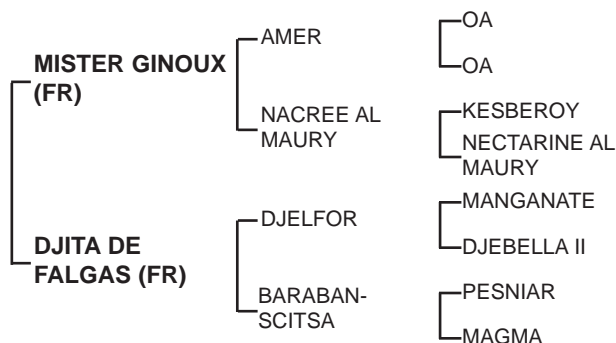 OA
AMER
OA
MISTER GINOUX
(FR)
NACREE AL
MAURY
KESBEROY
NECTARINE AL
MAURY
DJITA DE
FALGAS (FR)
DJELFOR
MANGANATE
DJEBELLA II
BARABAN-
SCITSA
PESNIAR
MAGMA